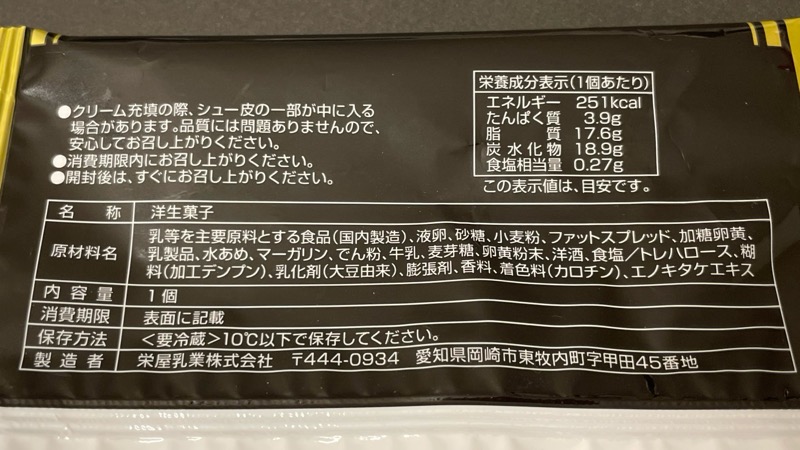 ●クリーム充填の際、シュー皮の一部が中に入る
場合があります。品質には問題ありませんので、
安心してお召し上がりください。
●消費期限内にお召し上がりください。
●開封後は、すぐにお召し上がりください。
栄養成分表示(1個あたり)
エネルギー 251kcal
たんぱく質 3.9g
脂質 17.6g
炭水化物 18.9g
食塩相当量 0.27g
この表示値は、目安です。
名称 洋生菓子
原材料名 乳等を主要原料とする食品(国内製造)、液卵、砂糖、小麦粉、ファットスプレッド、加糖卵黄、
乳製品、水あめ、マーガリン、でん粉、牛乳、麦芽糖、卵黄粉末、洋酒、食塩/トレハロース、糊
料(加工デンプン)、乳化剤(大豆由来)、膨張剤、香料、着色料(カロチン)、エノキタケエキス
内容量 1個
消費期限 表面に記載
保存方法 <要冷蔵>10℃以下で保存してください。
製造者 栄屋乳業株式会社 〒444-0934 愛知県岡崎市東牧内町字甲田45番地